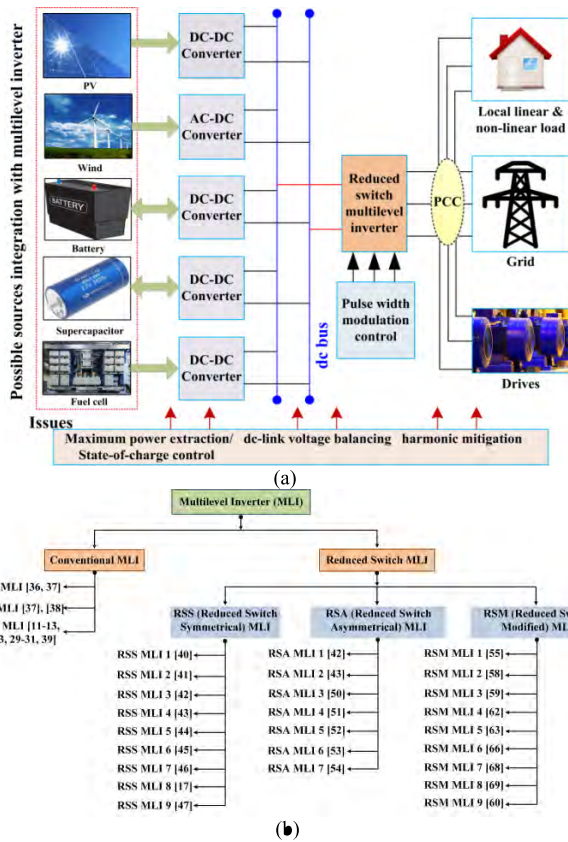 (a)
Possible sources integration with multilevel inverter
PV
DC-DC
Converter
Wind
AC-DC
Converter
BATTERY
Battery
DC-DC
Converter
Supercapacitor
DC-DC
Converter
Fuel cell
DC-DC
Converter
dc bus
Reduced
switch
multilevel
inverter
Pulse width
modulation
control
PCC
Local linear &
non-linear load
Grid
Drives
Issues
Maximum power extraction/ dc-link voltage balancing harmonic mitigation
State-of-charge control
(a)
Multilevel Inverter (MLI)
Conventional MLI
Reduced Switch MLI
MLI [36, 37]
MLI [37], [38]
MLI [11-13,
3, 29-31, 39]
RSS (Reduced Switch
Symmetrical) MLI
RSS MLI 1 [40]
RSS MLI 2 [41]
RSS MLI 3 [42]
RSS MLI 4 [43]
RSS MLI 5 [44]
RSS MLI 6 [45]
RSS MLI 7 [46]
RSS MLI 8 [17]
RSS MLI 9 [47]
RSA (Reduced Switch
Asymmetrical) MLI
RSA MLI 1 [42]
RSA MLI 2 [43]
RSA MLI 3 [50]
RSA MLI 4 [51]
RSA MLI 5 [52]
RSA MLI 6 [53]
RSA MLI 7 [54]
RSM (Reduced Sw
Modified) ML
RSM MLI 1 [55]
RSM MLI 2 [58]
RSM MLI 3 [59]
RSM MLI 4 [62]
RSM MLI 5 [63]
RSM MLI 6 [66]
RSM MLI 7 [68]
RSM MLI 8 [69]
RSM MLI 9 [60]
(b)